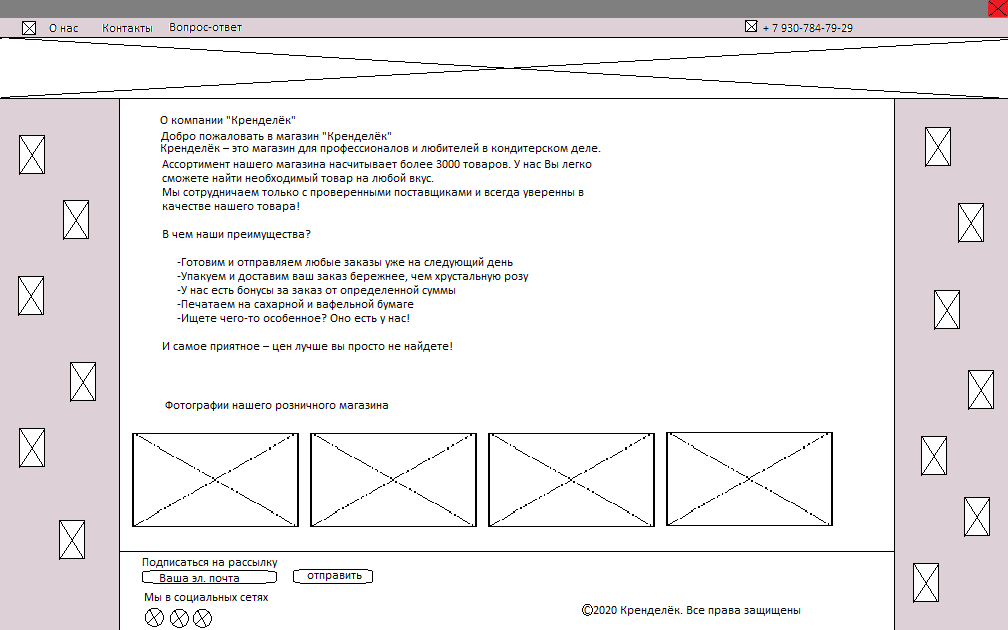 О нас Контакты Вопрос-ответ + 7 930-784-79-29
О компании "Кренделёк"
Добро пожаловать в магазин "Кренделёк"
Кренделёк – это магазин для профессионалов и любителей в кондитерском деле.
Ассортимент нашего магазина насчитывает более 3000 товаров. У нас Вы легко
сможете найти необходимый товар на любой вкус.
Мы сотрудничаем только с проверенными поставщиками и всегда уверенны в
качестве нашего товара!
В чем наши преимущества?
-Готовим и отправляем любые заказы уже на следующий день
-Упакуем и доставим ваш заказ бережнее, чем хрустальную розу
-У нас есть бонусы за заказ от определенной суммы
-Печатаем на сахарной и вафельной бумаге
-Ищете чего-то особенное? Оно есть у нас!
И самое приятное – цен лучше вы просто не найдете!
Фотографии нашего розничного магазина
Подписаться на рассылку
Ваша эл. почта отправить
Мы в социальных сетях
©2020 Кренделёк. Все права защищены